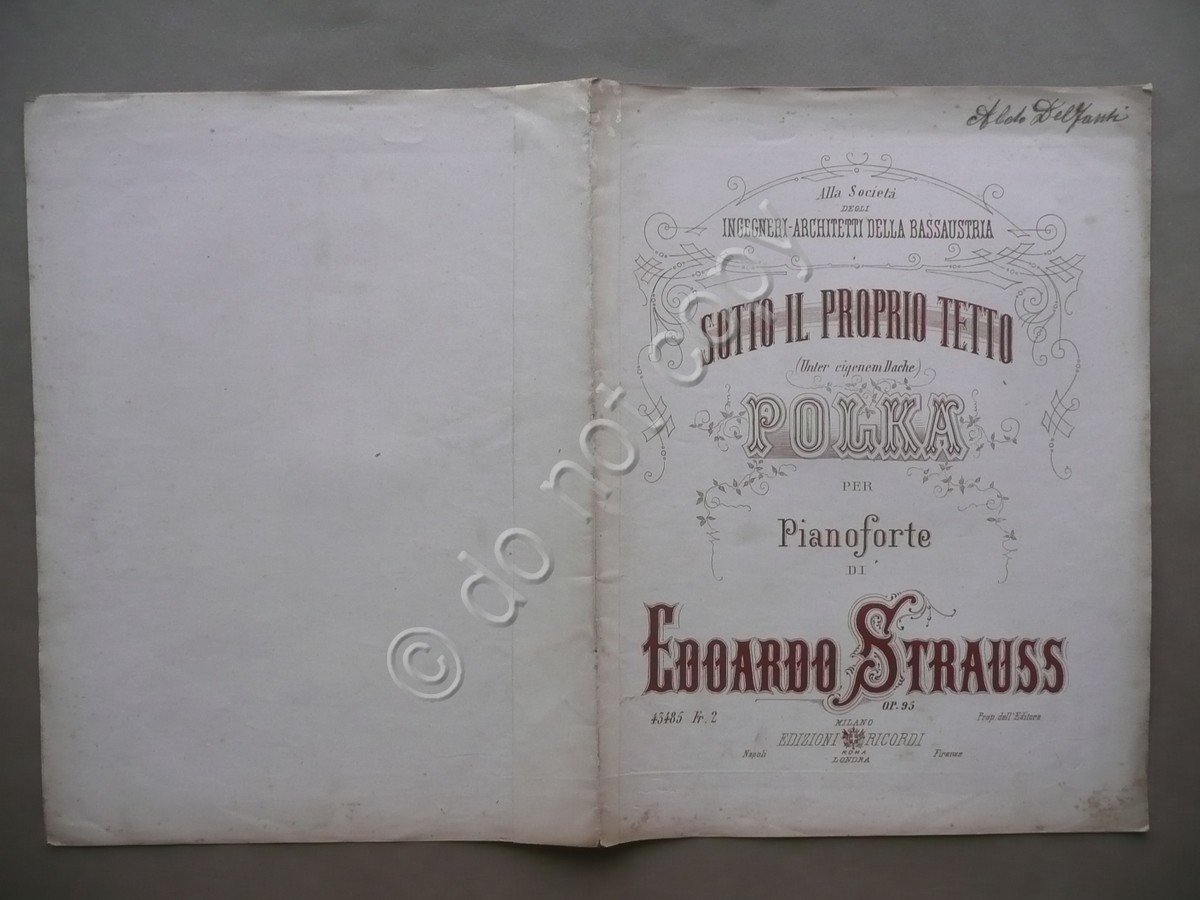 Aldo Delfanti
Alla Società
DEGLI
INGEGNERI-ARCHITETTI DELLA BASSAUSTRIA
SOTTO IL PROPRIO TETTO
(Unter eigenem Dache)
POLKA
PER
Pianoforte
DI
EDOARDO STRAUSS
OP. 95
43485 Fr. 2
Prop. dell'Editore
MILANO
EDIZIONI RICORDI
Napoli
ROMA
Firenze
LONDRA
© do not copy